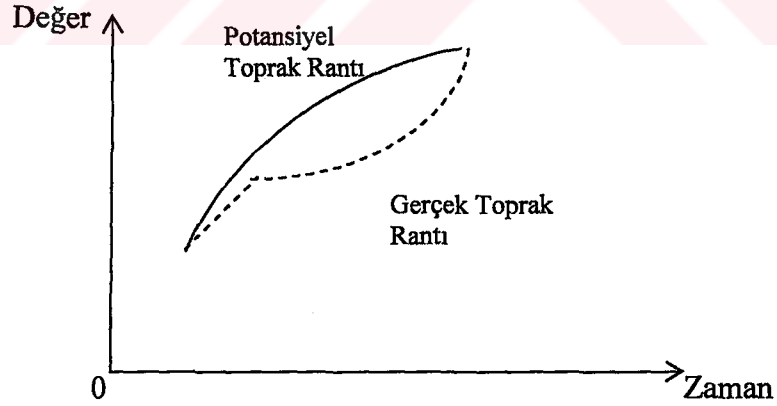 Değer
Potansiyel
Toprak Rantı
Gerçek Toprak
Rantı
0
Zaman